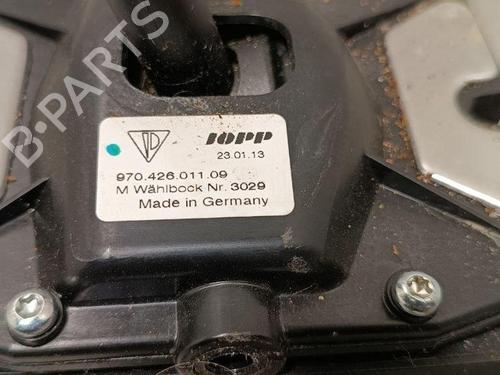 JOPP
23.01.13
970.426.011.09
M Wählbock Nr. 3029
Made in Germany
B-PARTS